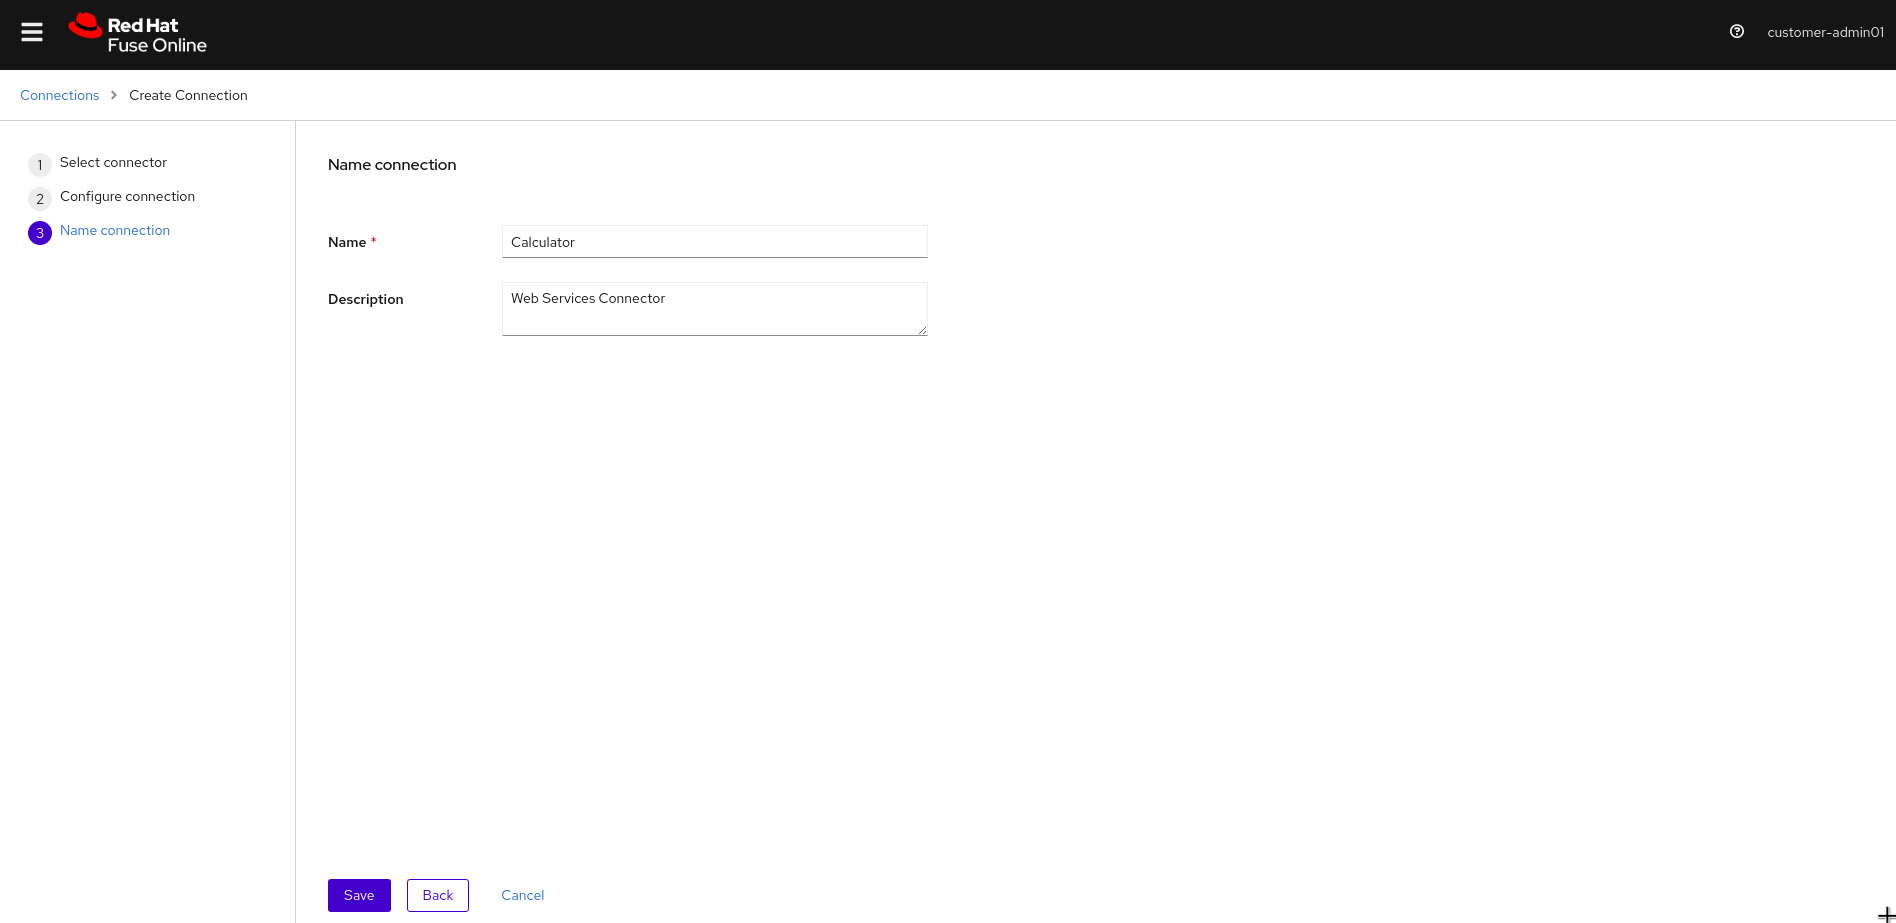 Red Hat
Fuse Online
customer-admin01
Connections
Create Connection
1 Select connector
2 Configure connection
3 Name connection
Name connection
Name *
Calculator
Description
Web Services Connector
Save
Back
Cancel